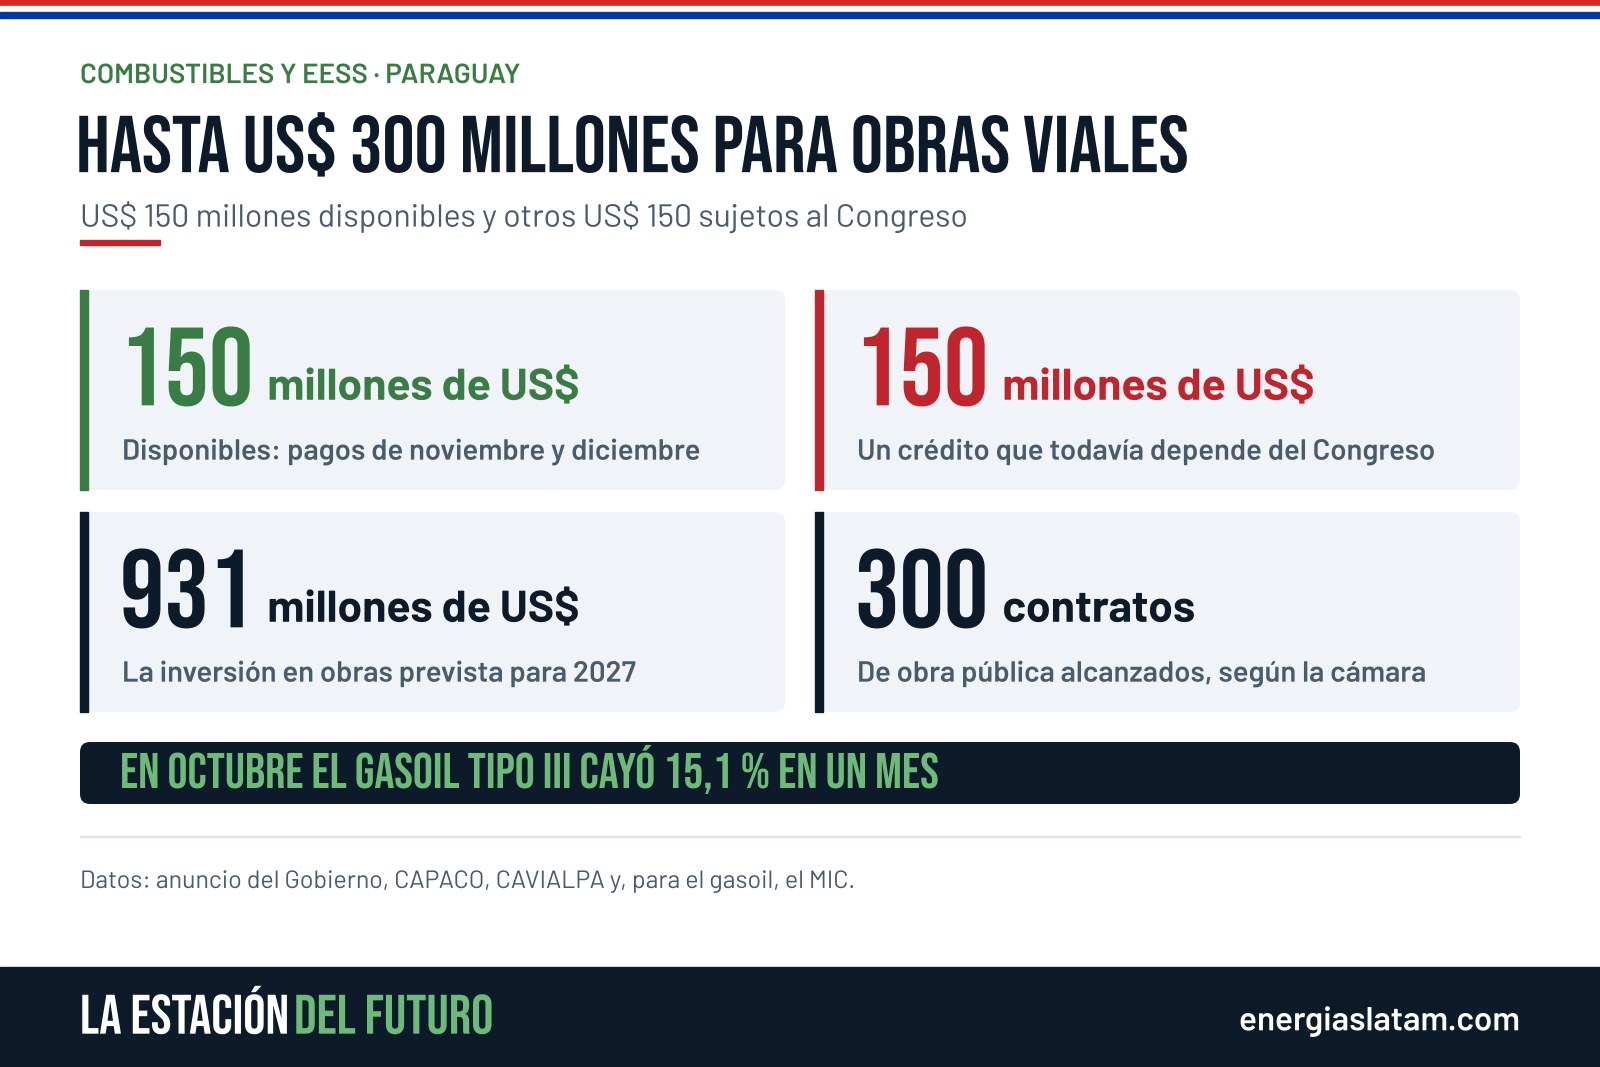 COMBUSTIBLES Y EESS · PARAGUAY
HASTA US$ 300 MILLONES PARA OBRAS VIALES
US$ 150 millones disponibles y otros US$ 150 sujetos al Congreso
150 millones de US$
Disponibles: pagos de noviembre y diciembre
150 millones de US$
Un crédito que todavía depende del Congreso
931 millones de US$
La inversión en obras prevista para 2027
300 contratos
De obra pública alcanzados, según la cámara
EN OCTUBRE EL GASOIL TIPO III CAYÓ 15,1 % EN UN MES
Datos: anuncio del Gobierno, CAPACO, CAVIALPA y, para el gasoil, el MIC.
LA ESTACIÓN DEL FUTURO
energiaslatam.com